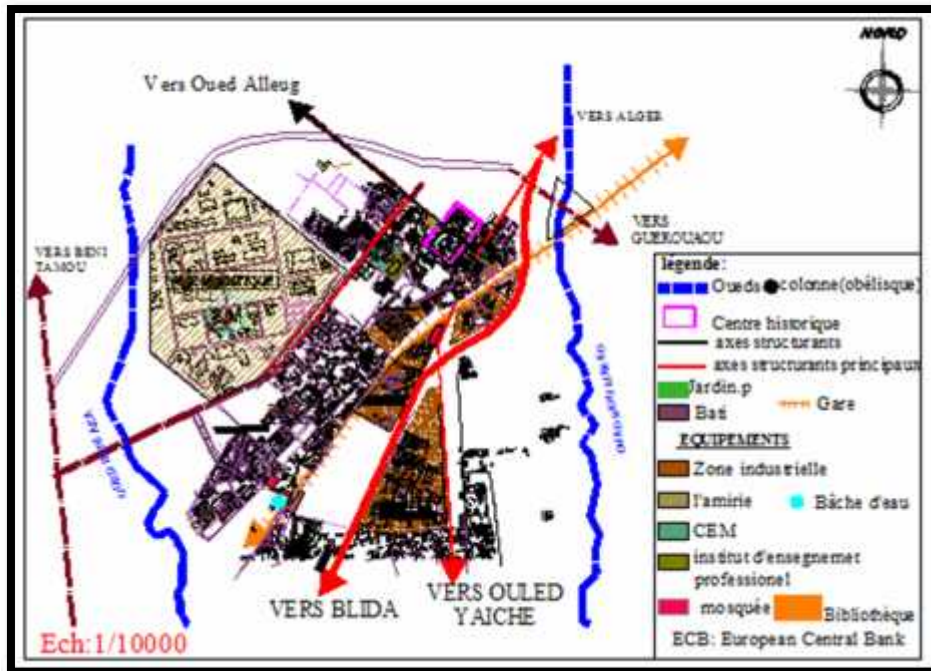 NORD
Vers Oued Alleug
VERS ALGER
VERS
GUEROUAOU
VERS BENI
TAMOU
légende:
Oueds
colonne(obélisque)
Centre historique
axes structurants
axes structurants principaux
Jardin.p
Gare
Bati
EQUIPEMENTS
Zone industrielle
l'amirie
Bâche d'eau
CEM
institut d'ensegnemet
professionel
mosquée
Bibliothèque
ECB: European Central Bank
VERS BLIDA
VERS OULED
YAICHE
Ech:1/10000